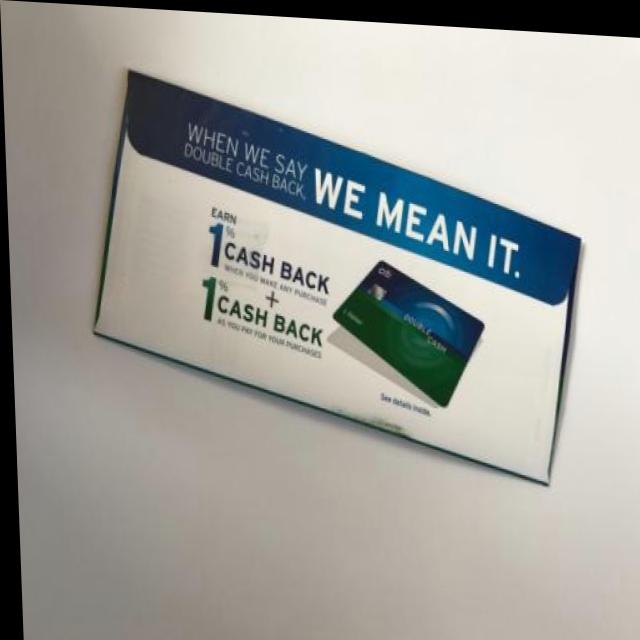 WHEN WE SAY
DOUBLE CASH BACK,
WE MEAN IT.
EARN
1% CASH BACK
WHEN YOU MAKE ANY PURCHASE
+
1% CASH BACK
AS YOU PAY FOR YOUR PURCHASES
citi
DOUBLE CASH
See details inside.